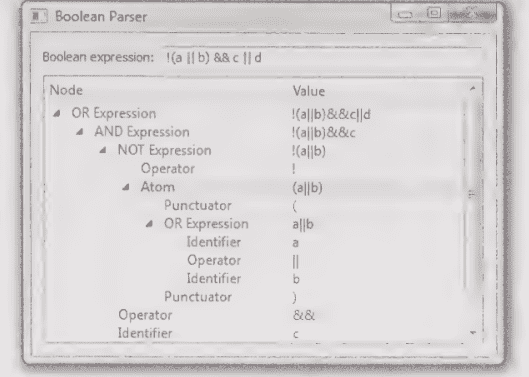 Boolean Parser
Boolean expression: !(a || b) && c || d
Node Value
OR Expression !(a||b)&&c||d
AND Expression !(a||b)&&c
NOT Expression !(a||b)
Operator !
Atom (a||b)
Punctuator (
OR Expression a||b
Identifier a
Operator ||
Identifier b
Punctuator )
Operator &&
Identifier c